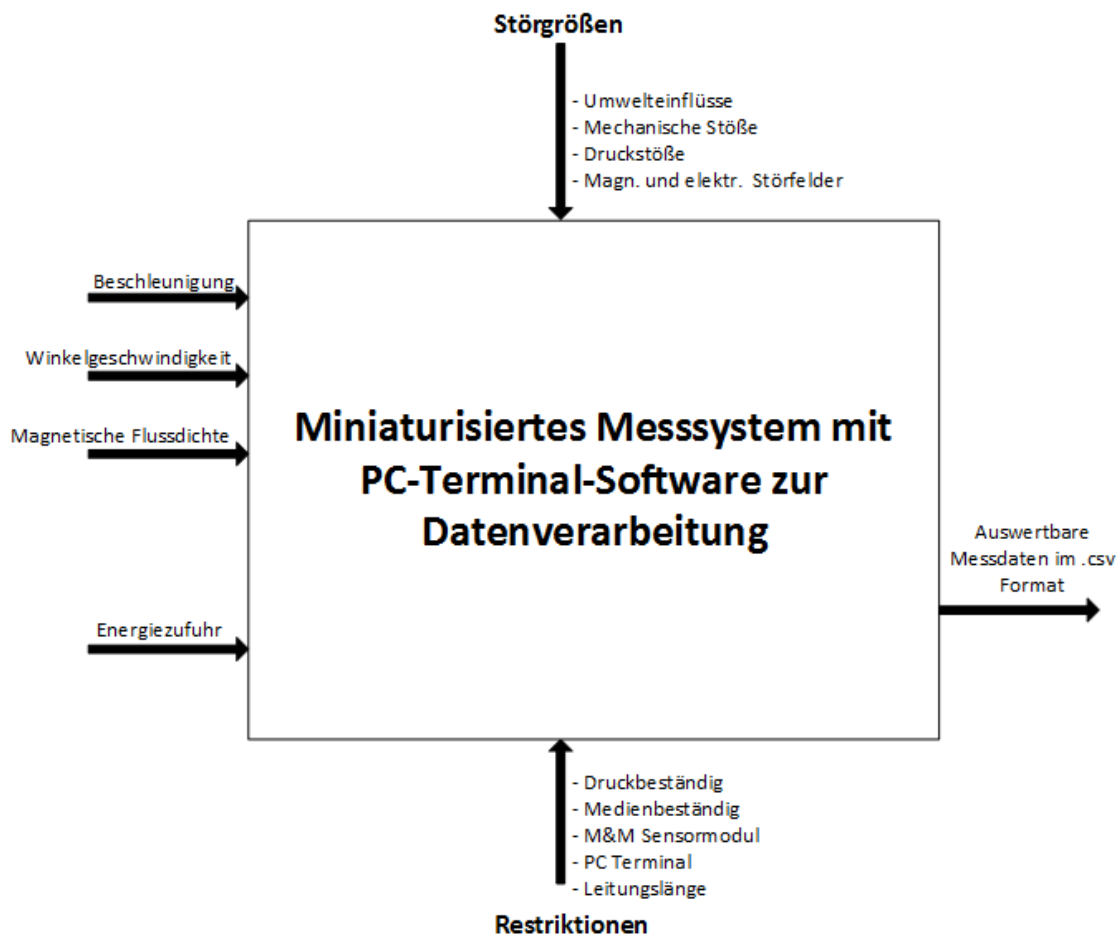 Störgrößen
- Umwelteinflüsse
- Mechanische Stöße
- Druckstöße
- Magn. und elektr. Störfelder
Beschleunigung
Winkelgeschwindigkeit
Magnetische Flussdichte
Energiezufuhr
Miniaturisiertes Messsystem mit
PC-Terminal-Software zur
Datenverarbeitung
Auswertbare
Messdaten im .csv
Format
- Druckbeständig
- Medienbeständig
- M&M Sensormodul
- PC Terminal
- Leitungslänge
Restriktionen